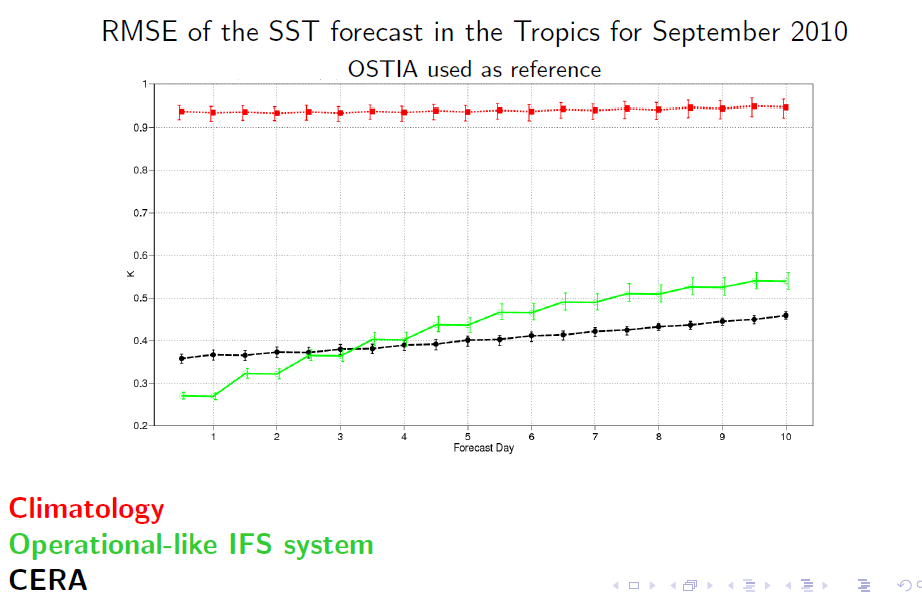 RMSE of the SST forecast in the Tropics for September 2010
OSTIA used as reference
1
0.9
0.8
0.7
0.6
K
0.5
0.4
0.3
0.2
1 2 3 4 5 6 7 8 9 10
Forecast Day
Climatology
Operational-like IFS system
CERA